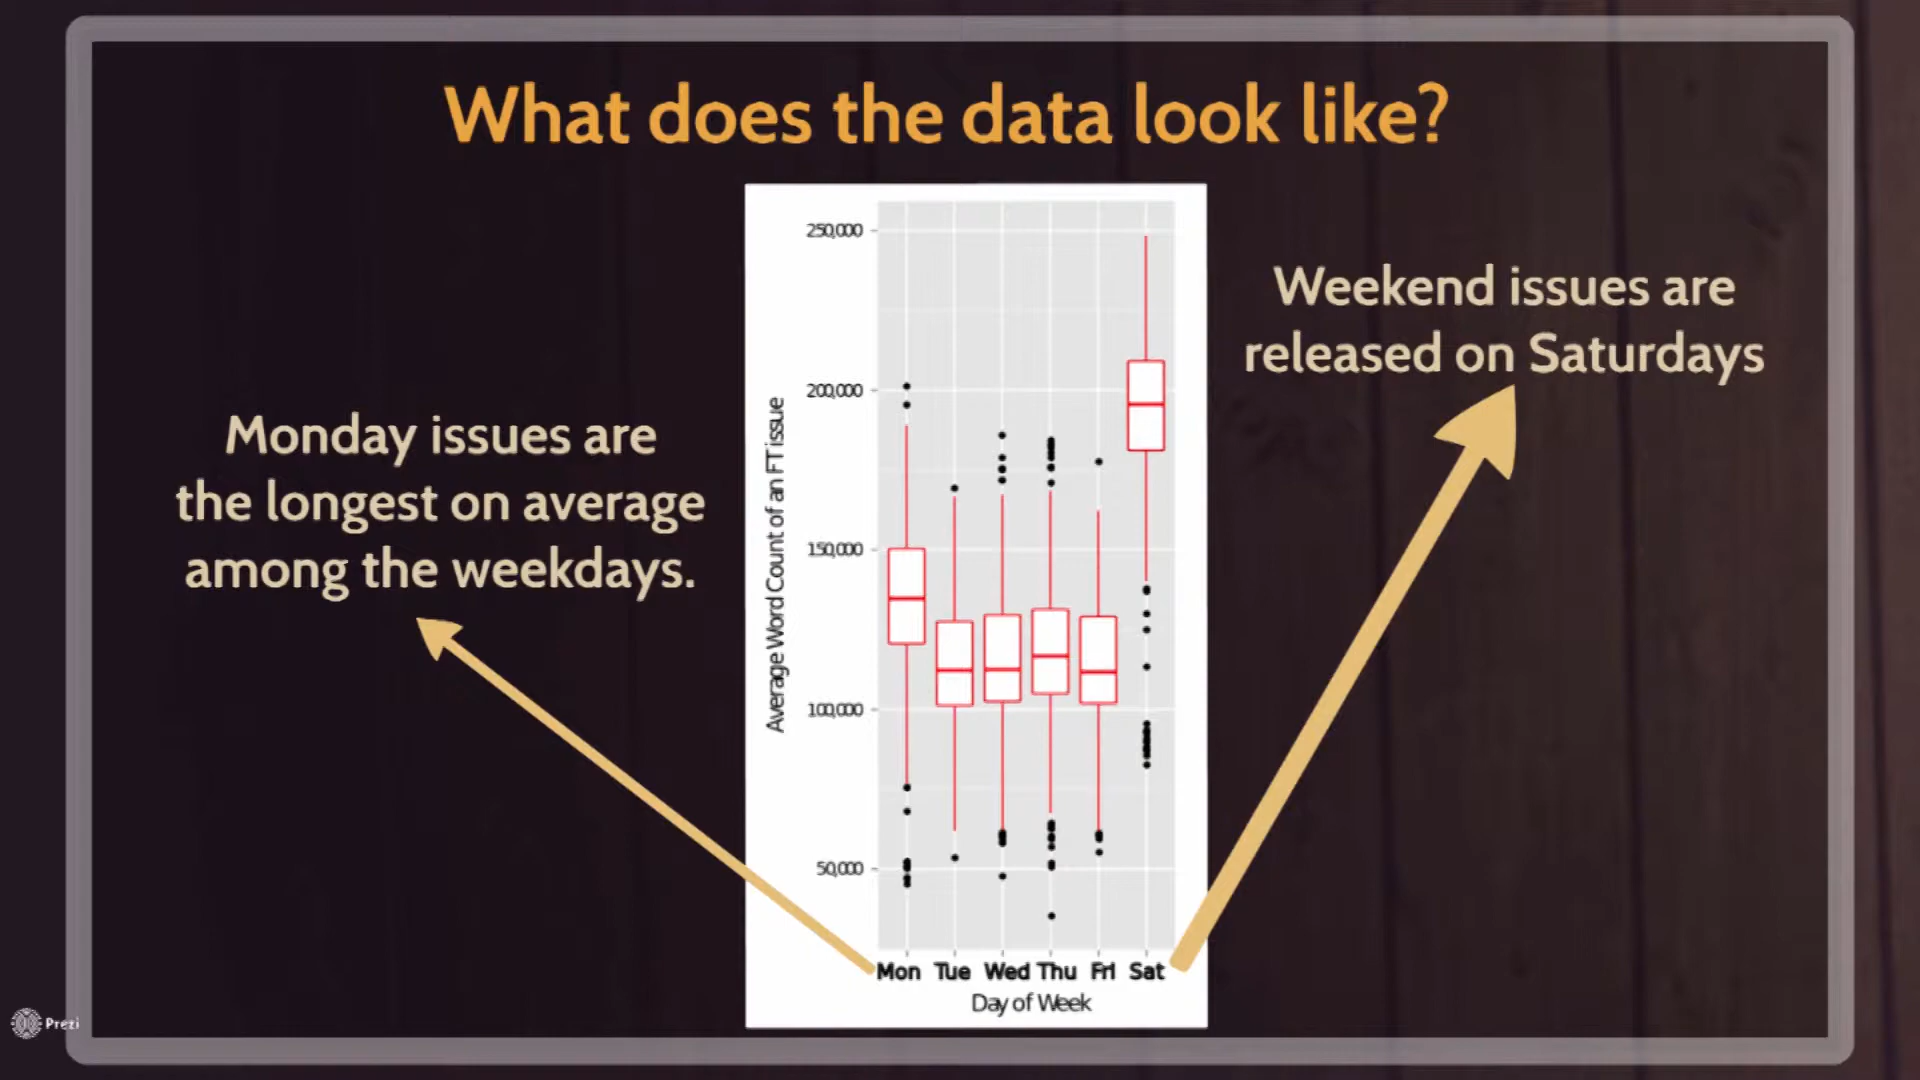 What does the data look like?
Weekend issues are
released on Saturdays
Monday issues are
the longest on average
among the weekdays.
Average Word Count of an FT issue
250,000
200,000
150,000
100,000
50,000
Mon Tue Wed Thu Fri Sat
Day of Week
Prezi